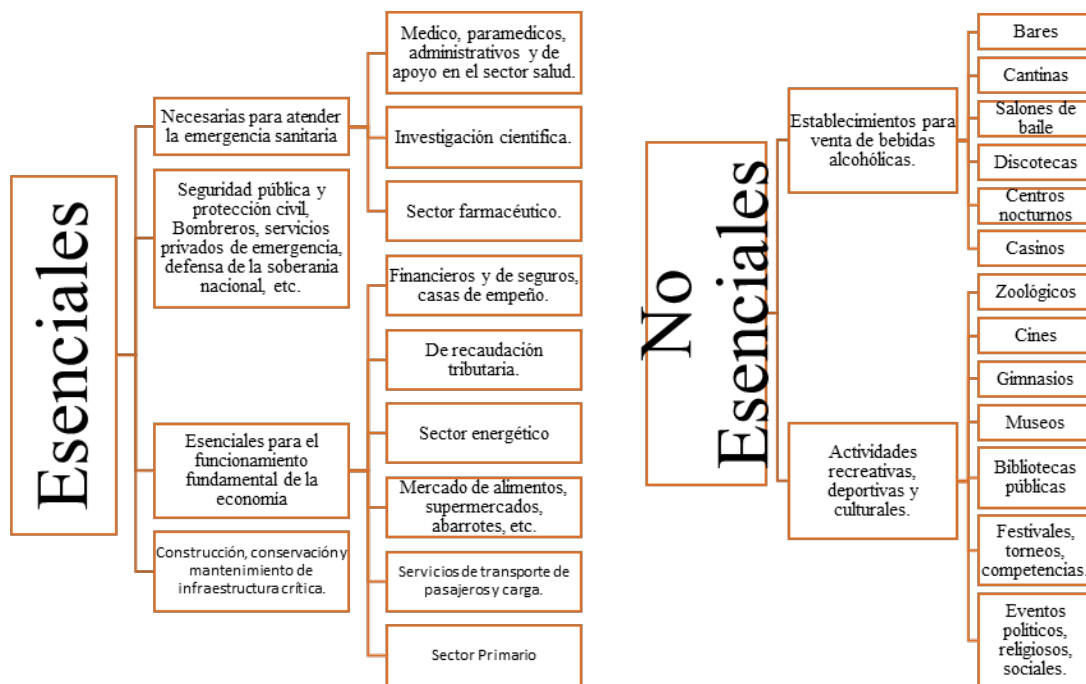 Esenciales
Necesarias para atender
la emergencia sanitaria
Medico, paramedicos,
administrativos y de
apoyo en el sector salud.
Investigación científica.
Sector farmacéutico.
Seguridad pública y
protección civil,
Bombreros, servicios
privados de emergencia,
defensa de la soberania
nacional, etc.
Esenciales para el
funcionamiento
fundamental de la
economia
Financieros y de seguros,
casas de empeño.
De recaudación
tributaria.
Sector energético
Mercado de alimentos,
supermercados,
abarrotes, etc.
Servicios de transporte de
pasajeros y carga.
Sector Primario
Construcción, conservación y
mantenimiento de
infraestructura crítica.
No
Esenciales
Establecimientos para
venta de bebidas
alcohólicas.
Bares
Cantinas
Salones de
baile
Discotecas
Centros
nocturnos
Casinos
Actividades
recreativas,
deportivas y
culturales.
Zoológicos
Cines
Gimnasios
Museos
Bibliotecas
públicas
Festivales,
torneos,
competencias.
Eventos
politicos,
religiosos,
sociales.